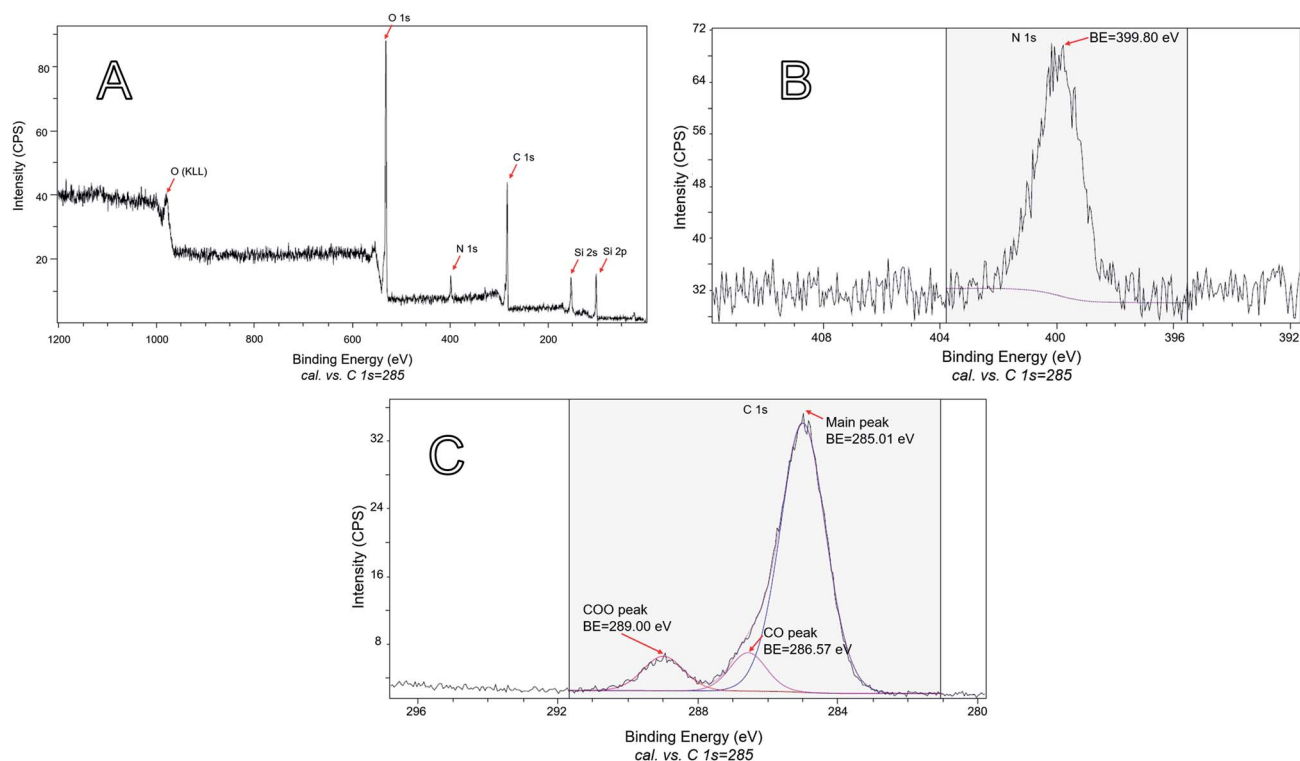 A
O 1s
O (KLL)
N 1s
C 1s
Si 2s
Si 2p
Intensity (CPS)
80
60
40
20
1200
1000
800
600
400
200
Binding Energy (eV)
cal. vs. C 1s=285
B
N 1s
BE=399.80 eV
Intensity (CPS)
72
64
56
48
40
32
408
404
400
396
392
Binding Energy (eV)
cal. vs. C 1s=285
C
C 1s
Main peak
BE=285.01 eV
COO peak
BE=289.00 eV
CO peak
BE=286.57 eV
Intensity (CPS)
32
24
16
8
296
292
288
284
280
Binding Energy (eV)
cal. vs. C 1s=285